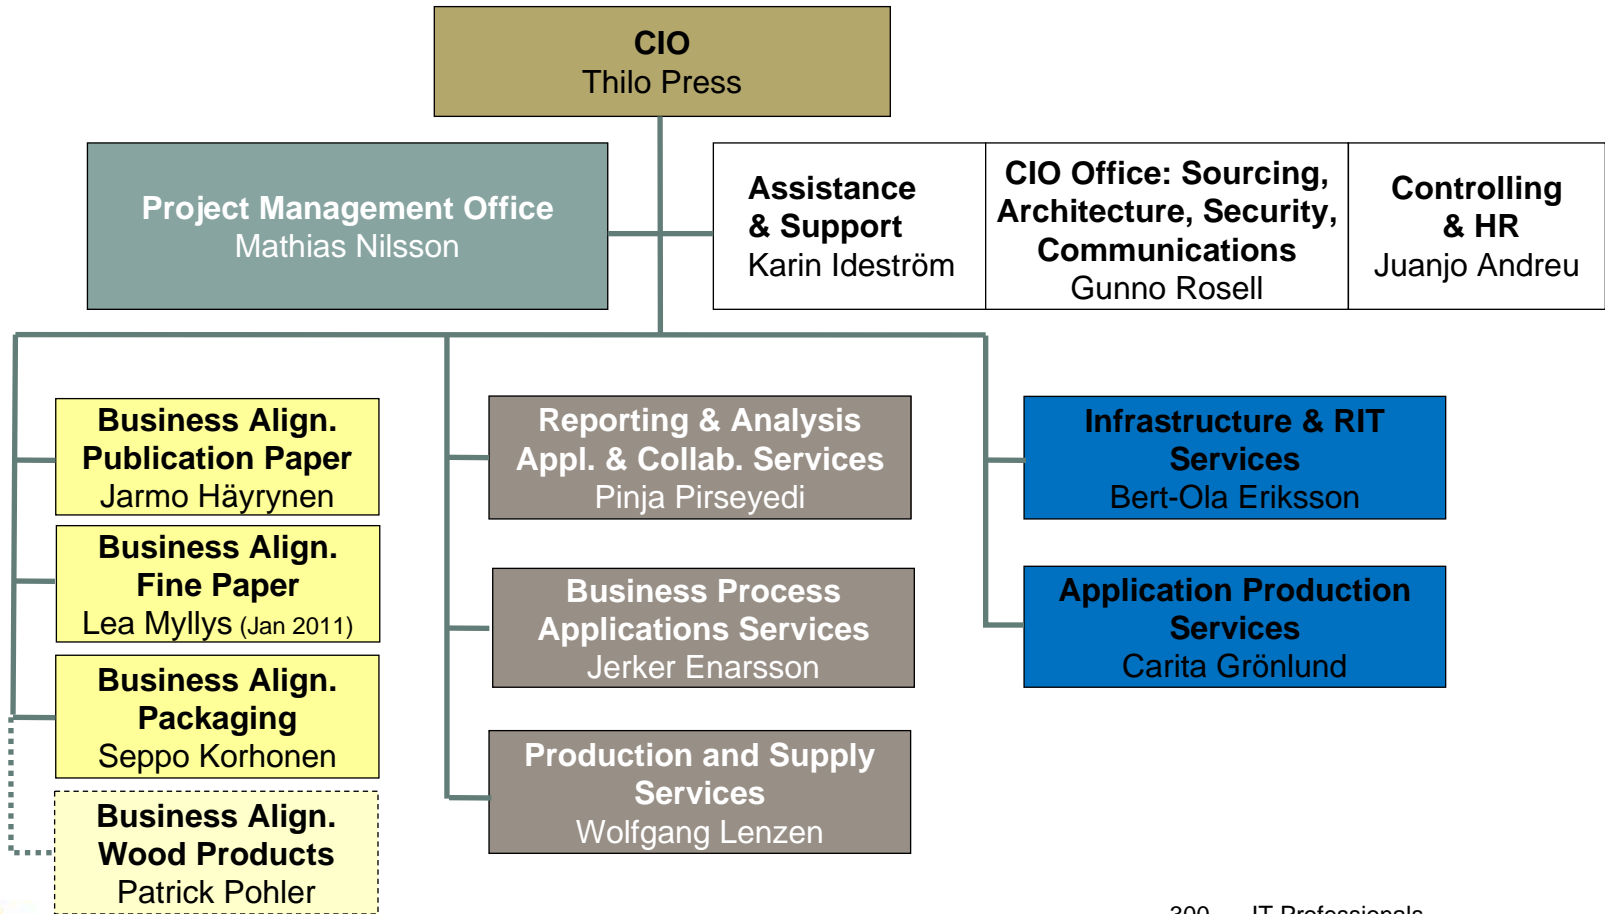 CIO
Thilo Press
Project Management Office
Mathias Nilsson
Assistance
& Support
Karin Ideström
CIO Office: Sourcing,
Architecture, Security,
Communications
Gunno Rosell
Controlling
& HR
Juanjo Andreu
Business Align.
Publication Paper
Jarmo Häyrynen
Business Align.
Fine Paper
Lea Myllys (Jan 2011)
Business Align.
Packaging
Seppo Korhonen
Business Align.
Wood Products
Patrick Pohler
Reporting & Analysis
Appl. & Collab. Services
Pinja Pirseyedi
Business Process
Applications Services
Jerker Enarsson
Production and Supply
Services
Wolfgang Lenzen
Infrastructure & RIT
Services
Bert-Ola Eriksson
Application Production
Services
Carita Grönlund
300 IT Professionals